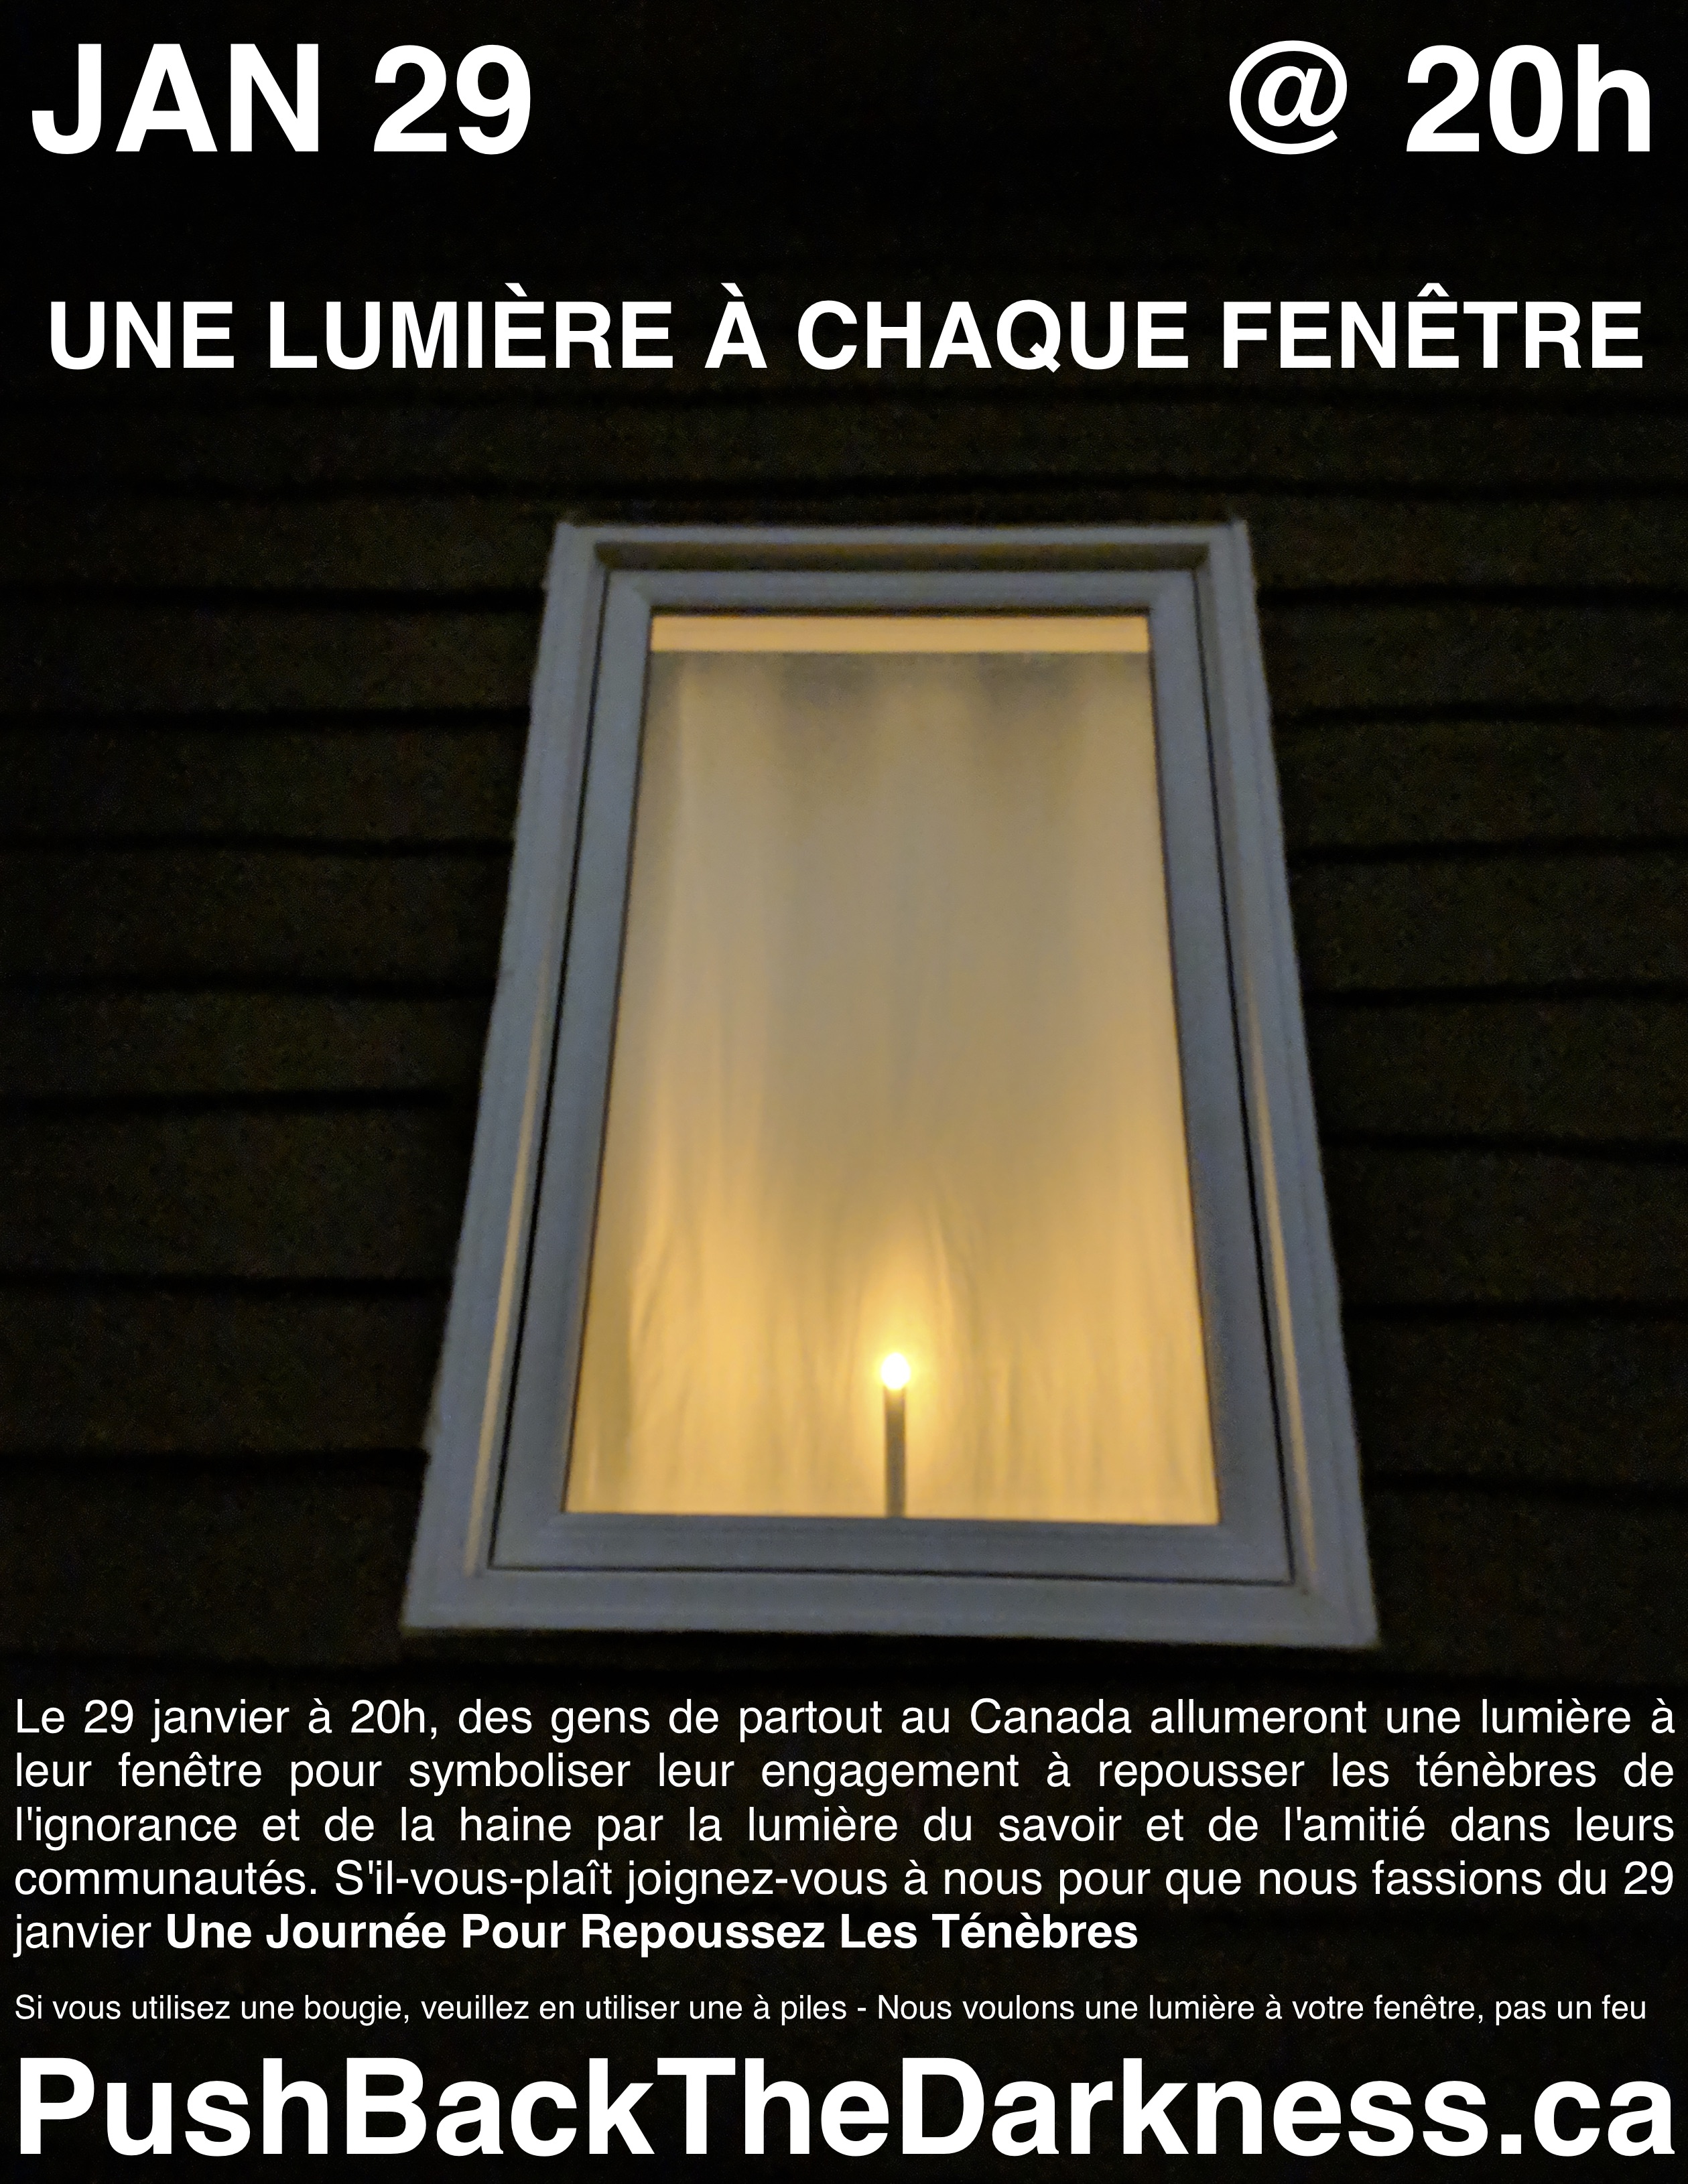 JAN 29 @ 20h
UNE LUMIÈRE À CHAQUE FENÊTRE
Le 29 janvier à 20h, des gens de partout au Canada allumeront une lumière à
leur fenêtre pour symboliser leur engagement à repousser les ténèbres de
l'ignorance et de la haine par la lumière du savoir et de l'amitié dans leurs
communautés. S'il-vous-plaît joignez-vous à nous pour que nous fassions du 29
janvier Une Journée Pour Repoussez Les Ténèbres
Si vous utilisez une bougie, veuillez en utiliser une à piles - Nous voulons une lumière à votre fenêtre, pas un feu
PushBackTheDarkness.ca